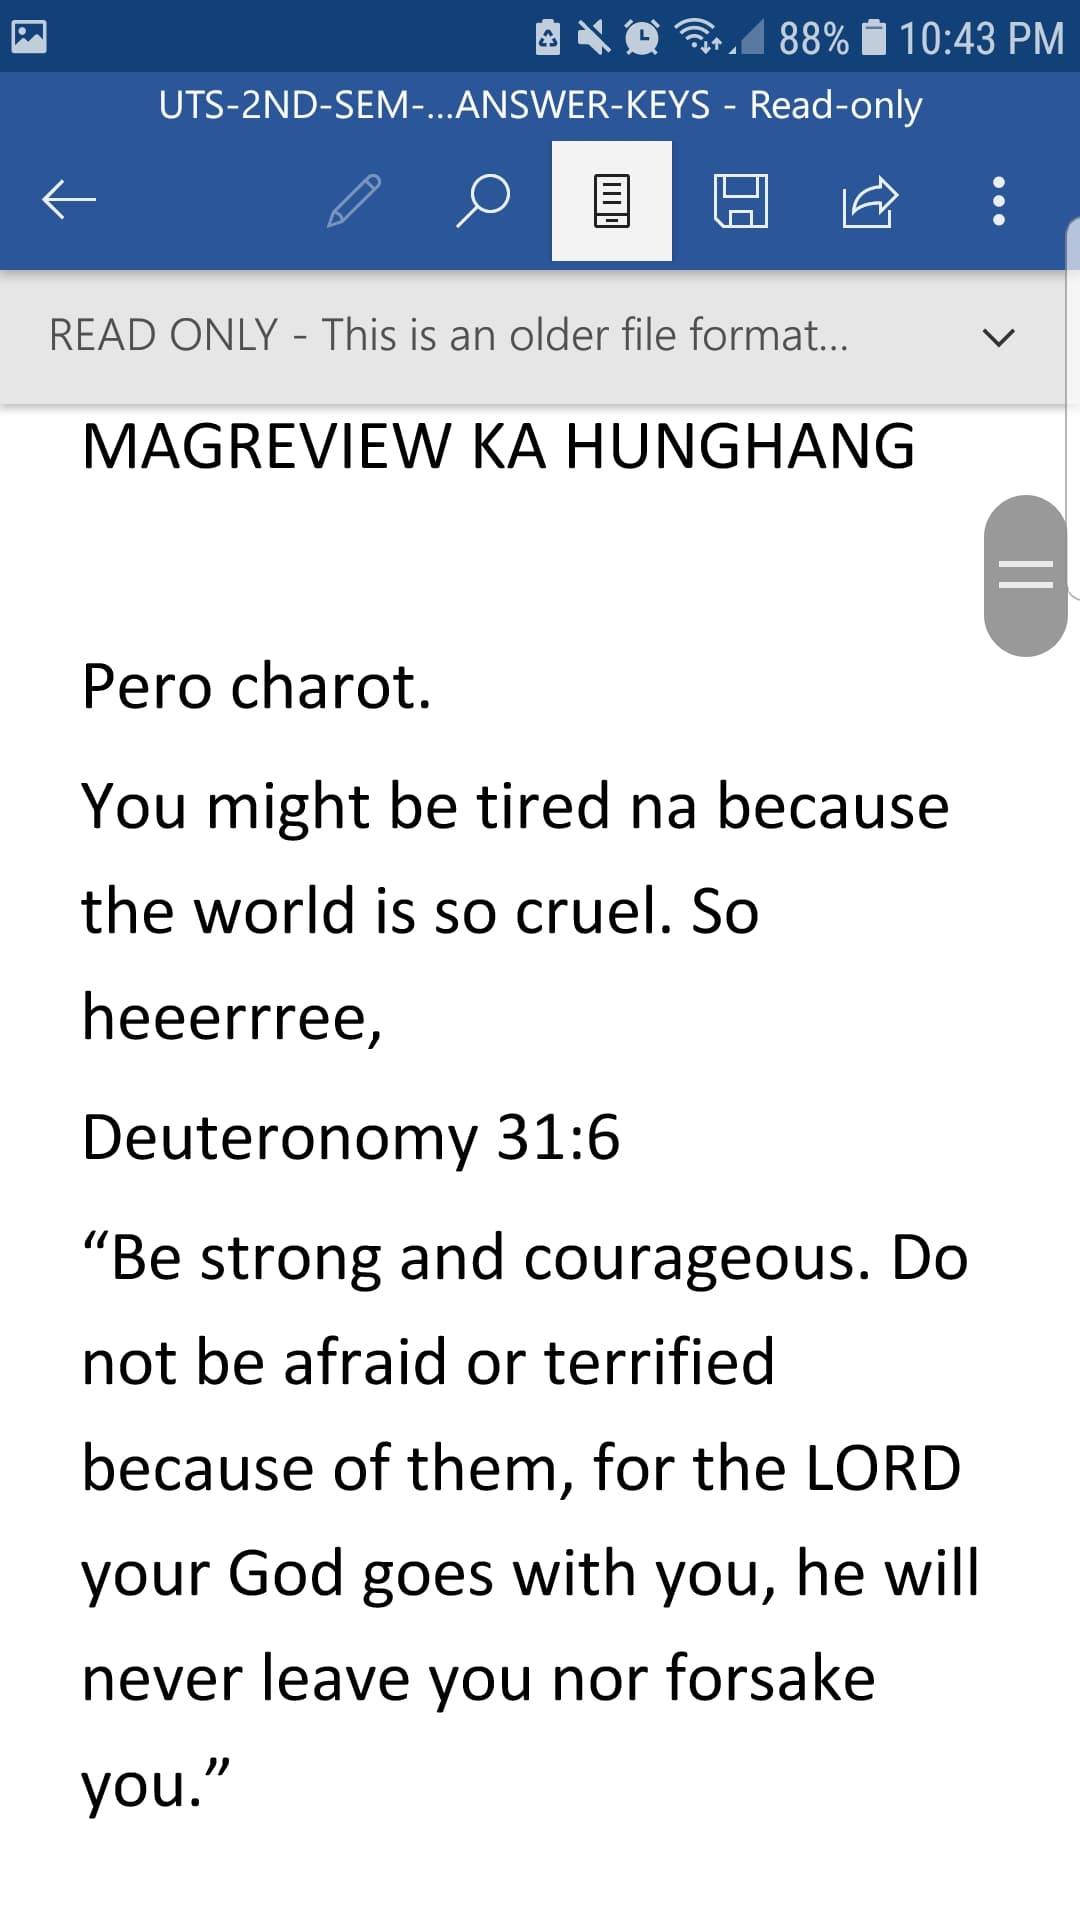 88% 10:43 PM
UTS-2ND-SEM-...ANSWER-KEYS - Read-only
READ ONLY - This is an older file format...
MAGREVIEW KA HUNGHANG
Pero charot.
You might be tired na because
the world is so cruel. So
heeerrree,
Deuteronomy 31:6
“Be strong and courageous. Do
not be afraid or terrified
because of them, for the LORD
your God goes with you, he will
never leave you nor forsake
you.”